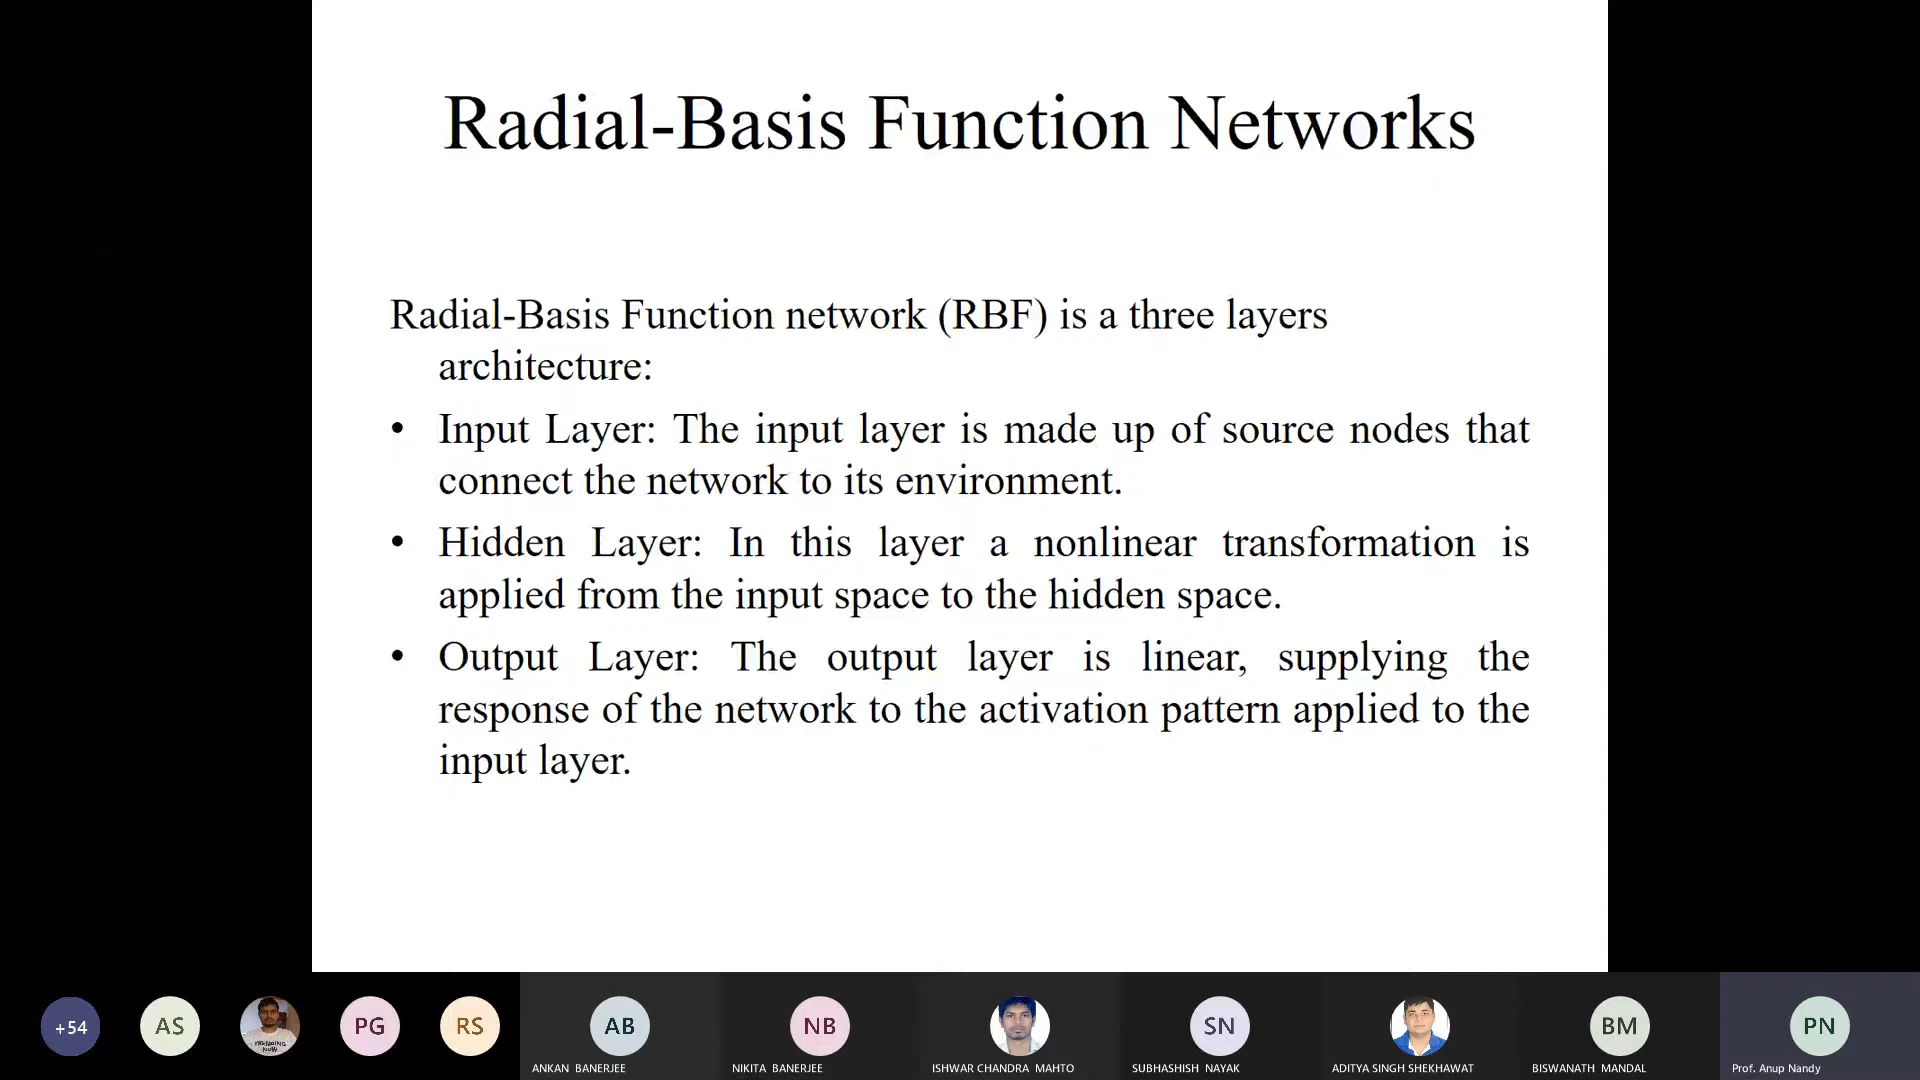 Radial-Basis Function Networks
Radial-Basis Function network (RBF) is a three layers
architecture:
• Input Layer: The input layer is made up of source nodes that
connect the network to its environment.
• Hidden Layer: In this layer a nonlinear transformation is
applied from the input space to the hidden space.
• Output Layer: The output layer is linear, supplying the
response of the network to the activation pattern applied to the
input layer.
+54
AS
TRENDING
NOW
PG
RS
AB
NB
SN
BM
PN
ANKAN BANERJEE
NIKITA BANERJEE
ISHWAR CHANDRA MAHTO
SUBHASHISH NAYAK
ADITYA SINGH SHEKHAWAT
BISWANATH MANDAL
Prof. Anup Nandy